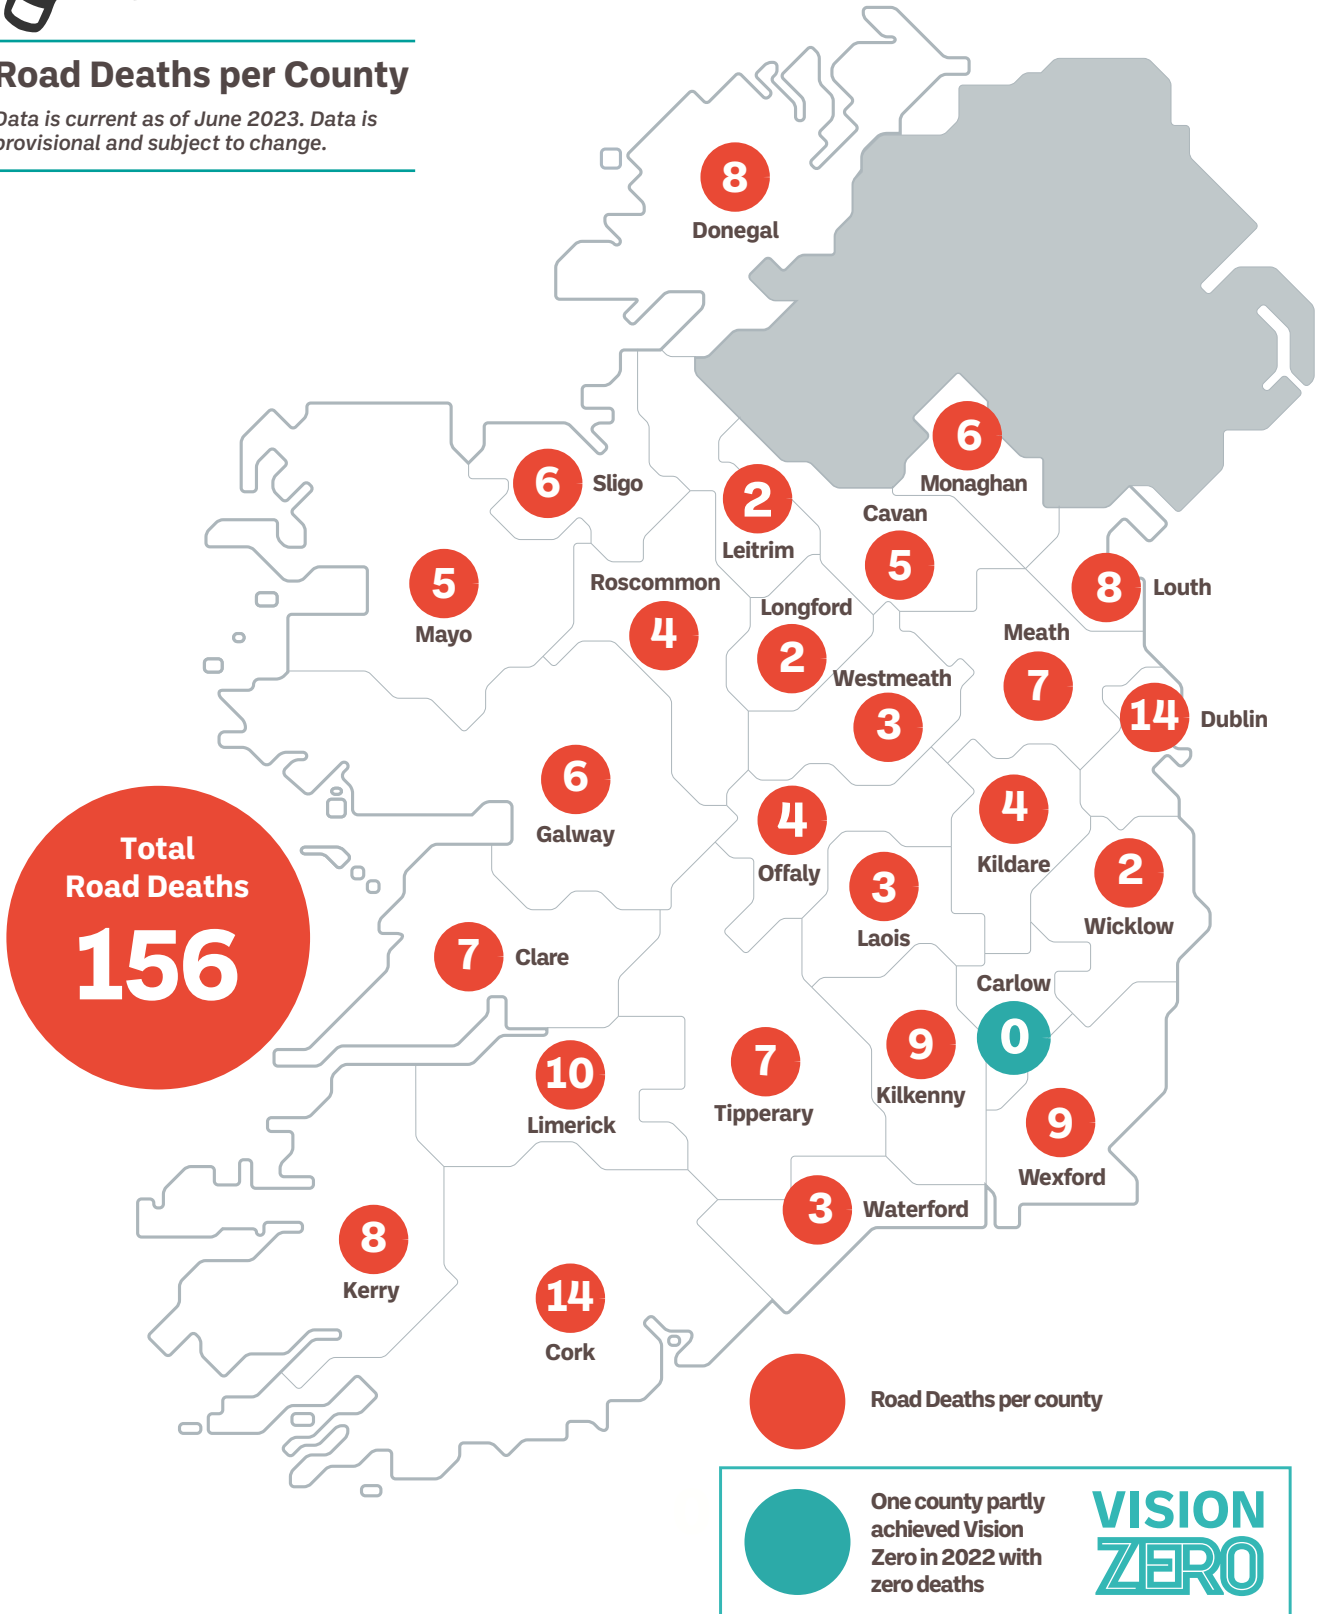 Road Deaths per County
Data is current as of June 2023. Data is
provisional and subject to change.
8
Donegal
6
Monaghan
6
Sligo
2
Leitrim
Cavan
5
5
Mayo
Roscommon
4
Longford
2
8
Louth
Meath
7
Westmeath
3
14
Dublin
6
Galway
4
Offaly
4
Kildare
3
Laois
2
Wicklow
Total
Road Deaths
156
7
Clare
Carlow
0
9
Kilkenny
10
Limerick
7
Tipperary
9
Wexford
3
Waterford
8
Kerry
14
Cork
Road Deaths per county
One county partly
achieved Vision
Zero in 2022 with
zero deaths
VISION
ZERO